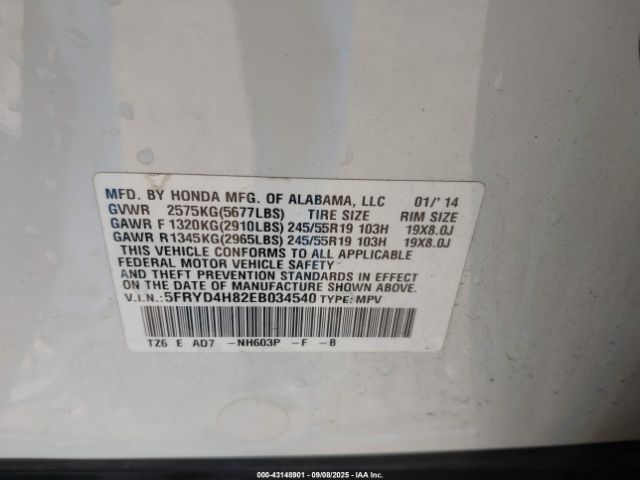 MFD. BY HONDA MFG. OF ALABAMA, LLC 01/'14
GVWR 2575KG(5677LBS) TIRE SIZE RIM SIZE
GAWR F 1320KG(2910LBS) 245/55R19 103H 19X8.0J
GAWR R1345KG(2965LBS) 245/55R19 103H 19X8.0J
THIS VEHICLE CONFORMS TO ALL APPLICABLE
FEDERAL MOTOR VEHICLE SAFETY
AND THEFT PREVENTION STANDARDS IN EFFECT
ON THE DATE OF MANUFACTURE SHOWN ABOVE.
V.I.N.:5FRYD4H82EB034540 TYPE:MPV
TZ6 E AD7 -NH603P -F -B
000-43148901 - 09/08/2025 - IAA Inc.